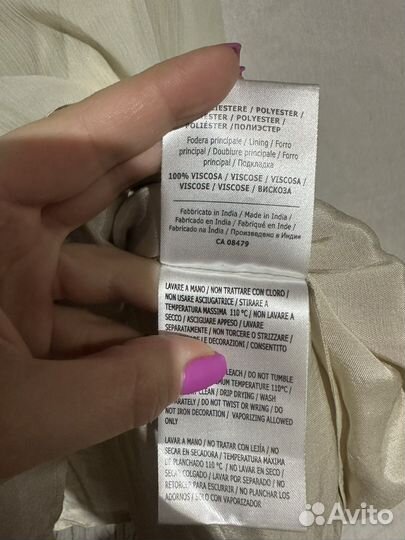 POLIESTERE / POLYESTER /
/ POLYESTER /
POLIÉSTER / ПОЛИЭСТЕР
Fodera principale / Lining / Forro
principal / Doublure principale / Forro
principal / Подкладка
100% VISCOSA / VISCOSE / VISCOSA /
VISCOSE / VISCOSE / ВИСКОЗА
Fabbricato in India / Made in India /
Fabricado en India / Fabriqué en Inde /
Fabricado na Índia / Произведено в Индии
CA 08479
LAVARE A MANO / NON TRATTARE CON CLORO /
NON USARE ASCIUGATRICE / STIRARE A
TEMPERATURA MASSIMA 110 °C / NON LAVARE A
SECCO / ASCIUGARE APPESO / LAVARE
SEPARATAMENTE / NON TORCERE O STRIZZARE /
LE DECORAZIONI / CONSENTITO
BLEACH / DO NOT TUMBLE
TEMPERATURE 110°C /
CLEAN / DRIP DRYING / WASH
/ DO NOT TWIST OR WRING / DO
NOT IRON DECORATION / VAPORIZING ALLOWED
ONLY
LAVAR A MANO / NO TRATAR CON LEJÍA / NO
SECAR EN SECADORA / TEMPERATURA MAXIMA
DE PLANCHADO 110 °C / NO LAVAR EN SECO /
SECAR COLGADO / LAVAR POR SEPARADO / NO
RETORCER PARA ESCURRIR / NO PLANCHAR LOS
ADORNOS / SOLO CON VAPORIZADOR
Avito